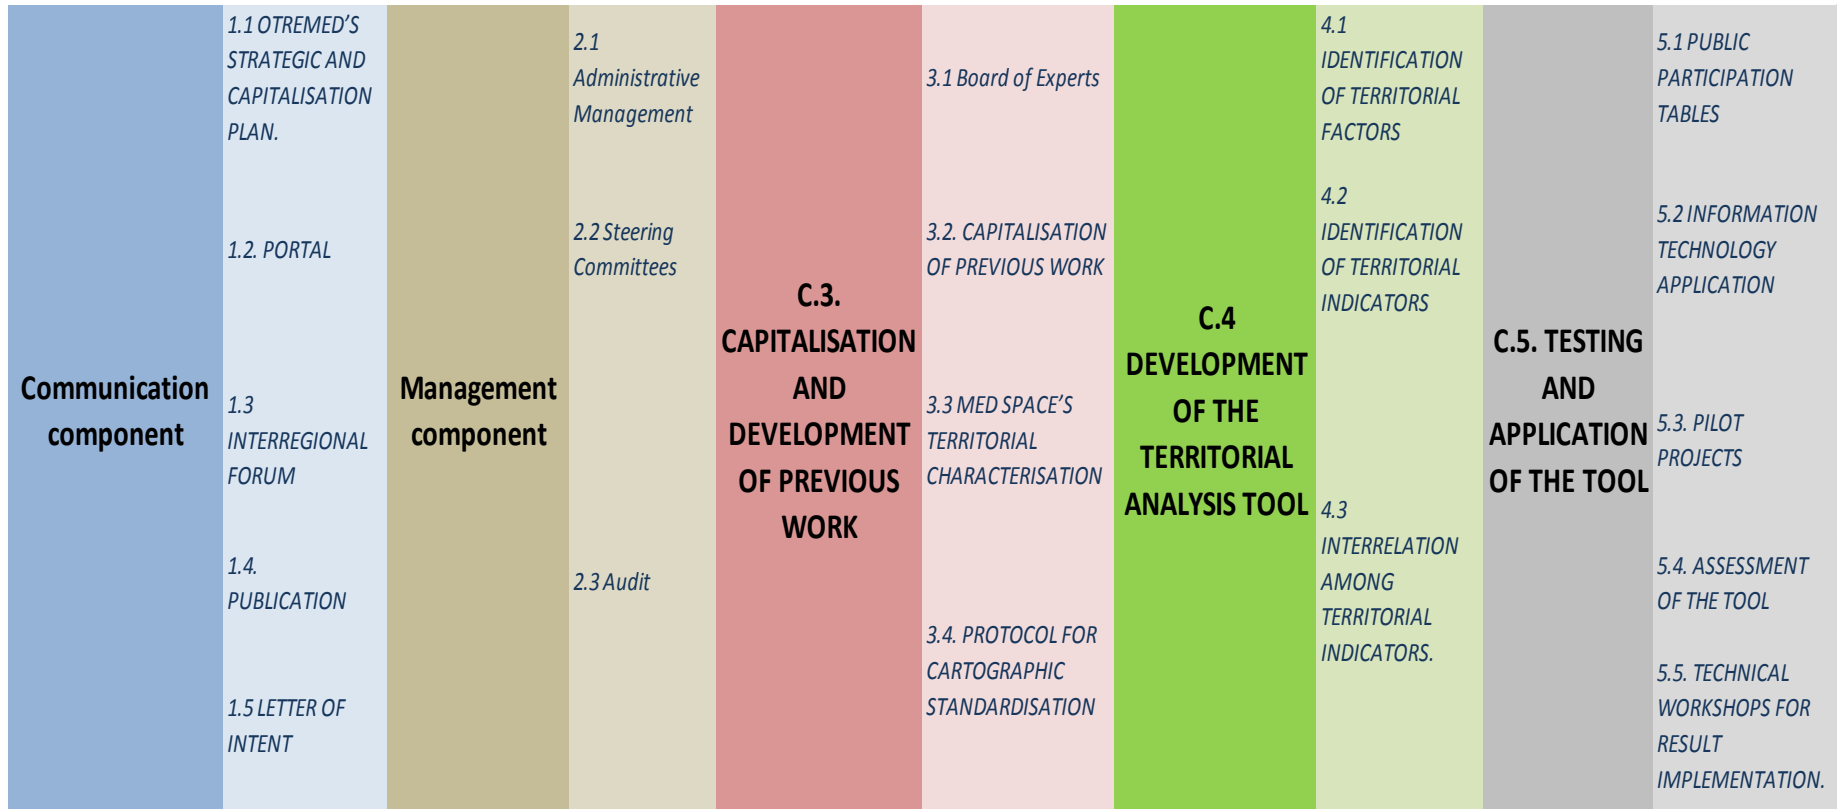 Communication
component
1.1 OTREMED'S
STRATEGIC AND
CAPITALISATION
PLAN.
1.2. PORTAL
1.3
INTERREGIONAL
FORUM
1.4.
PUBLICATION
1.5 LETTER OF
INTENT
Management
component
2.1
Administrative
Management
2.2 Steering
Committees
2.3 Audit
C.3.
CAPITALISATION
AND
DEVELOPMENT
OF PREVIOUS
WORK
3.1 Board of Experts
3.2. CAPITALISATION
OF PREVIOUS WORK
3.3 MED SPACE'S
TERRITORIAL
CHARACTERISATION
3.4. PROTOCOL FOR
CARTOGRAPHIC
STANDARDISATION
C.4
DEVELOPMENT
OF THE
TERRITORIAL
ANALYSIS TOOL
4.1
IDENTIFICATION
OF TERRITORIAL
FACTORS
4.2
IDENTIFICATION
OF TERRITORIAL
INDICATORS
4.3
INTERRELATION
AMONG
TERRITORIAL
INDICATORS.
C.5. TESTING
AND
APPLICATION
OF THE TOOL
5.1 PUBLIC
PARTICIPATION
TABLES
5.2 INFORMATION
TECHNOLOGY
APPLICATION
5.3. PILOT
PROJECTS
5.4. ASSESSMENT
OF THE TOOL
5.5. TECHNICAL
WORKSHOPS FOR
RESULT
IMPLEMENTATION.